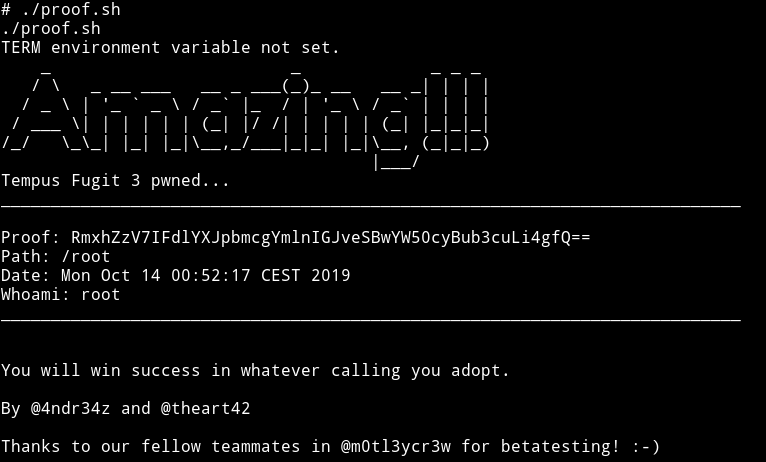 # ./proof.sh
./proof.sh
TERM environment variable not set.
Amazing!!
Tempus Fugit 3 pwned...
Proof: RmxhZzV7IFdlYXJpbmcgYmlnIGJveSBwYW50cyBub3cuLi4gfQ==
Path: /root
Date: Mon Oct 14 00:52:17 CEST 2019
Whoami: root
You will win success in whatever calling you adopt.
By @4ndr34z and @theart42
Thanks to our fellow teammates in @m0tl3ycr3w for betatesting! :-)